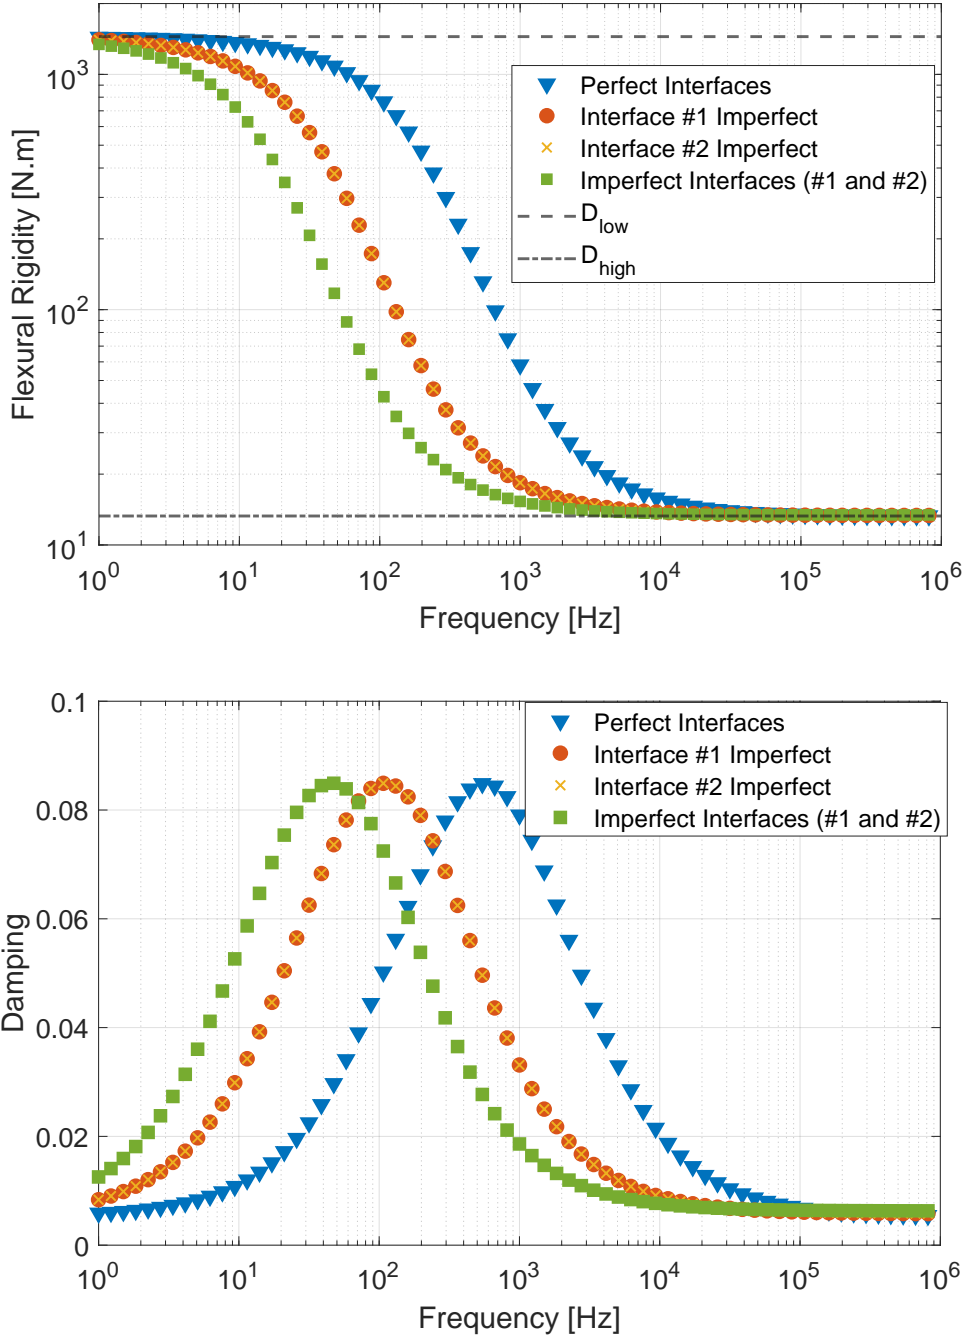 10^3
10^2
10^1
Flexural Rigidity [N.m]
Perfect Interfaces
Interface #1 Imperfect
Interface #2 Imperfect
Imperfect Interfaces (#1 and #2)
D_low
D_high
10^0 10^1 10^2 10^3 10^4 10^5 10^6
Frequency [Hz]
0.1
0.08
0.06
0.04
0.02
0
Damping
Perfect Interfaces
Interface #1 Imperfect
Interface #2 Imperfect
Imperfect Interfaces (#1 and #2)
10^0 10^1 10^2 10^3 10^4 10^5 10^6
Frequency [Hz]